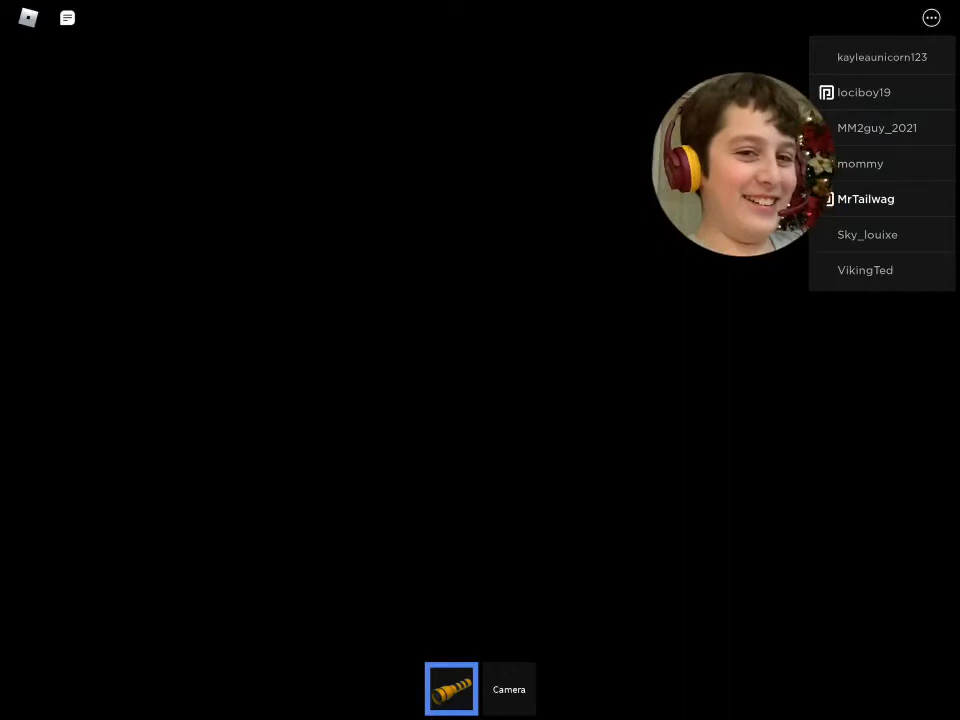 kayleaunicorn123
lociboy19
MM2guy_2021
mommy
MrTailwag
Sky_louixe
VikingTed
Camera